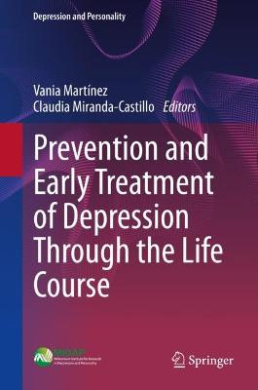 Depression and Personality
Vania Martínez
Claudia Miranda-Castillo Editors
Prevention and
Early Treatment
of Depression
Through the Life
Course
Springer